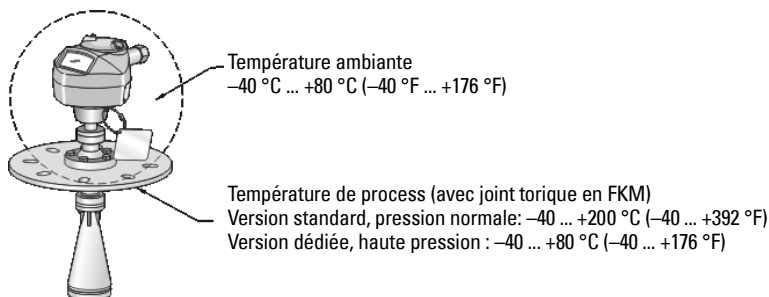 Température ambiante
–40 °C ... +80 °C (–40 °F ... +176 °F)
Température de process (avec joint torique en FKM)
Version standard, pression normale: –40 ... +200 °C (–40 ... +392 °F)
Version dédiée, haute pression : –40 ... +80 °C (–40 ... +176 °F)